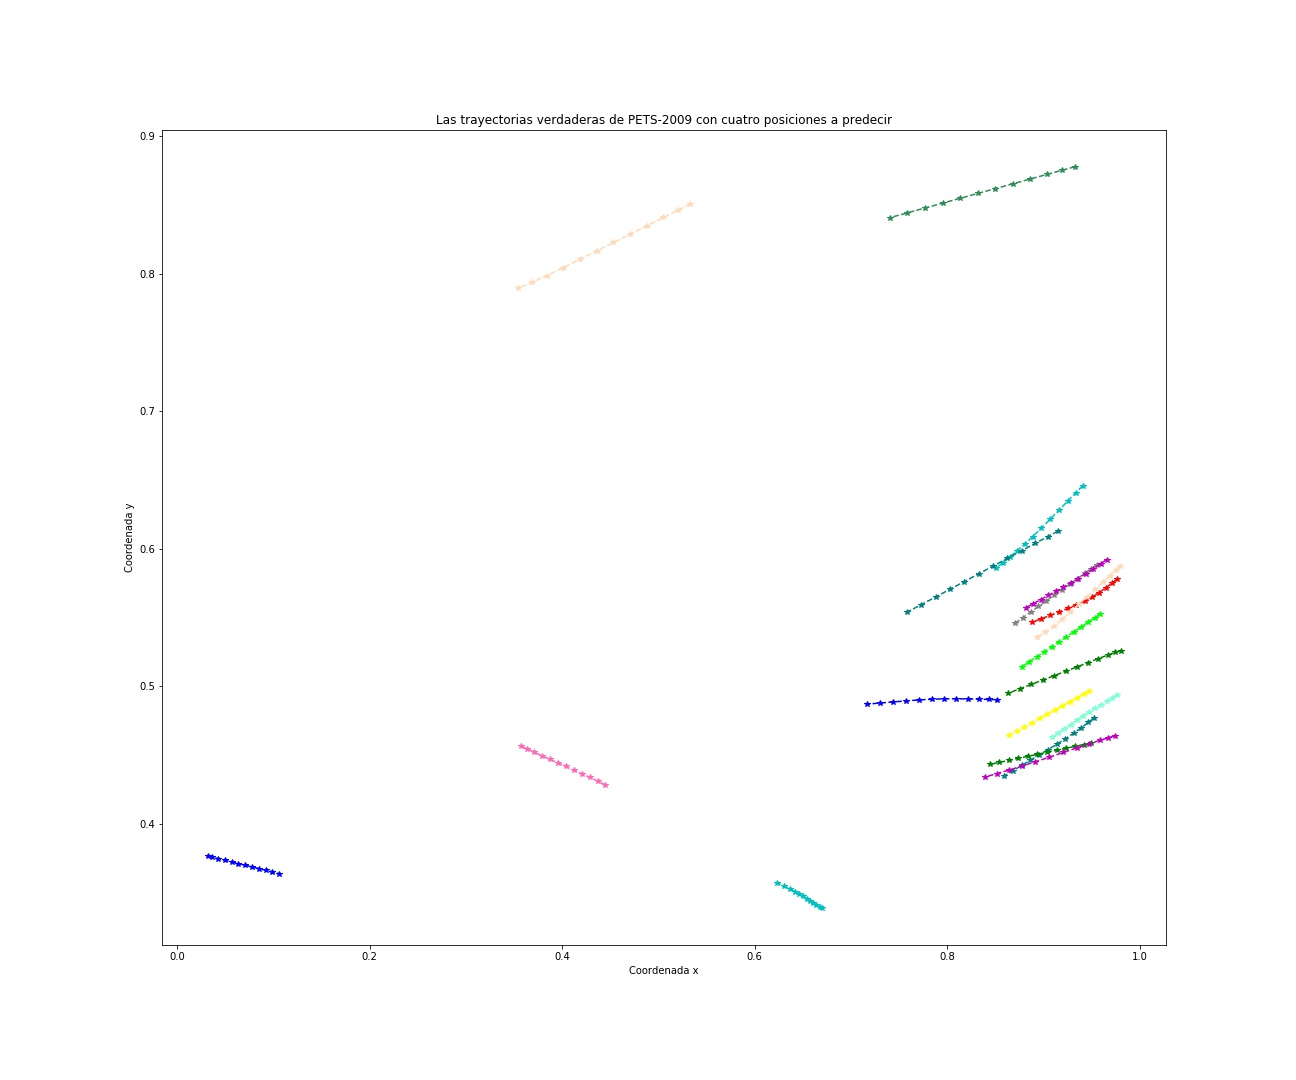 Las trayectorias verdaderas de PETS-2009 con cuatro posiciones a predecir
0.9
0.8
0.7
0.6
0.5
0.4
Coordenada y
0.0 0.2 0.4 0.6 0.8 1.0
Coordenada x